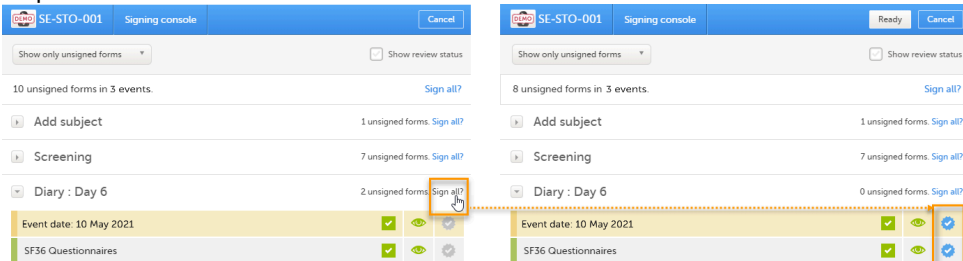 DEMO SE-STO-001 Signing console Cancel
Show only unsigned forms Show review status
10 unsigned forms in 3 events. Sign all?
Add subject 1 unsigned forms. Sign all?
Screening 7 unsigned forms. Sign all?
Diary : Day 6 2 unsigned forms. Sign all?
Event date: 10 May 2021
SF36 Questionnaires
DEMO SE-STO-001 Signing console Ready Cancel
Show only unsigned forms Show review status
8 unsigned forms in 3 events. Sign all?
Add subject 1 unsigned forms. Sign all?
Screening 7 unsigned forms. Sign all?
Diary : Day 6 0 unsigned forms. Sign all?
Event date: 10 May 2021
SF36 Questionnaires